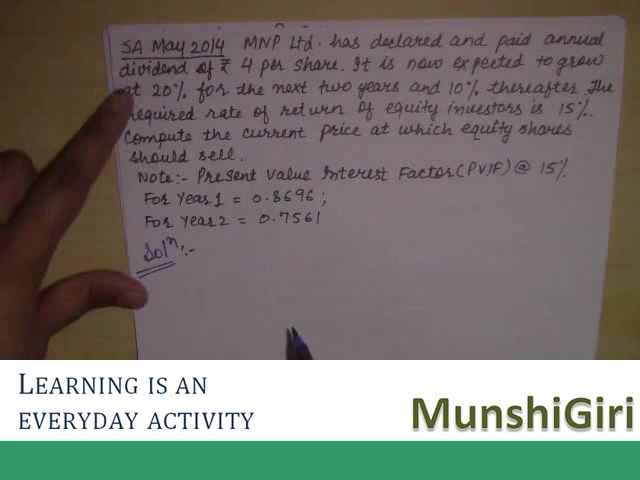 SA May 2014 MNP Ltd. has declared and paid annual
dividend of ₹ 4 per share. It is now expected to grow
at 20% for the next two years and 10% thereafter. The
required rate of return of equity investors is 15%.
Compute the current price at which equity shares
should sell.
Note:- Present Value Interest Factor (PVIF) @ 15%
For Year 1 = 0.8696;
For Year 2 = 0.7561
Solⁿ:-
LEARNING IS AN
EVERYDAY ACTIVITY
MunshiGiri